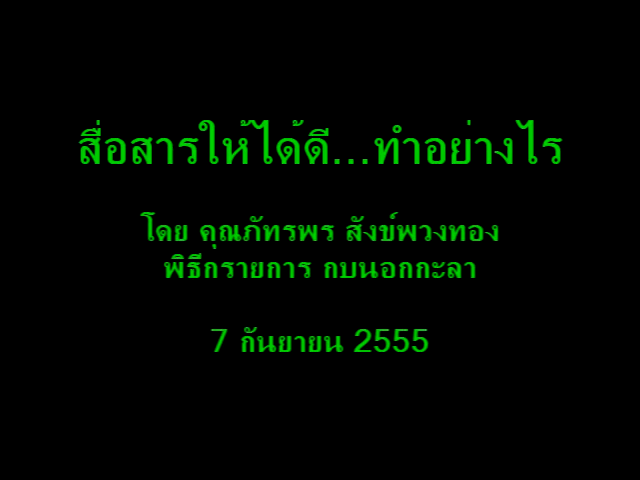 สื่อสารให้ได้ดี...ทำอย่างไร
โดย คุณภัทรพร สังข์พวงทอง
พิธีกรายการ กบนอกกะลา
7 กันยายน 2555